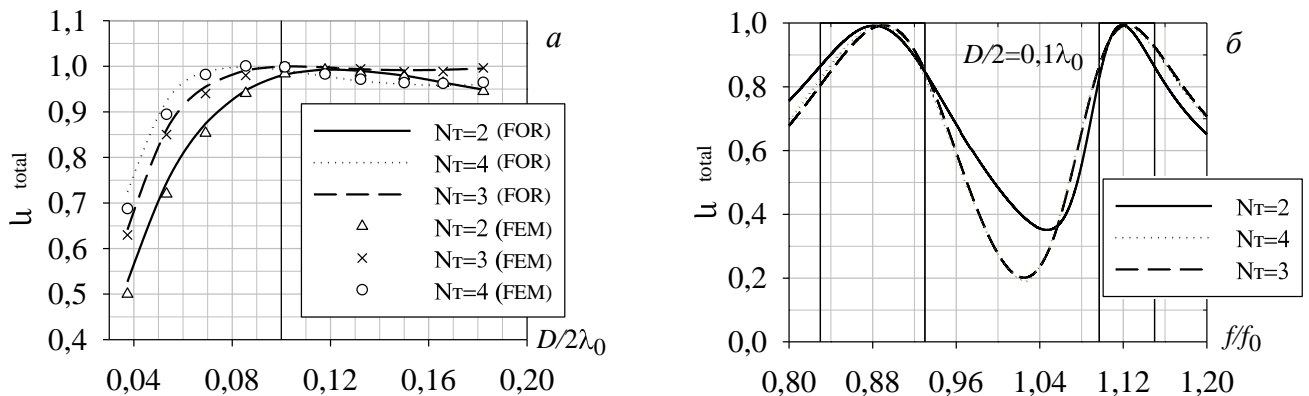 1,1
1,0
0,9
0,8
0,7
0,6
0,5
0,4
total
а
NT=2 (FOR)
NT=4 (FOR)
NT=3 (FOR)
NT=2 (FEM)
NT=3 (FEM)
NT=4 (FEM)
D/2λ0
0,04 0,08 0,12 0,16 0,20
1,0
0,8
0,6
0,4
0,2
0,0
total
D/2=0,1λ0
б
NT=2
NT=4
NT=3
f/f0
0,80 0,88 0,96 1,04 1,12 1,20